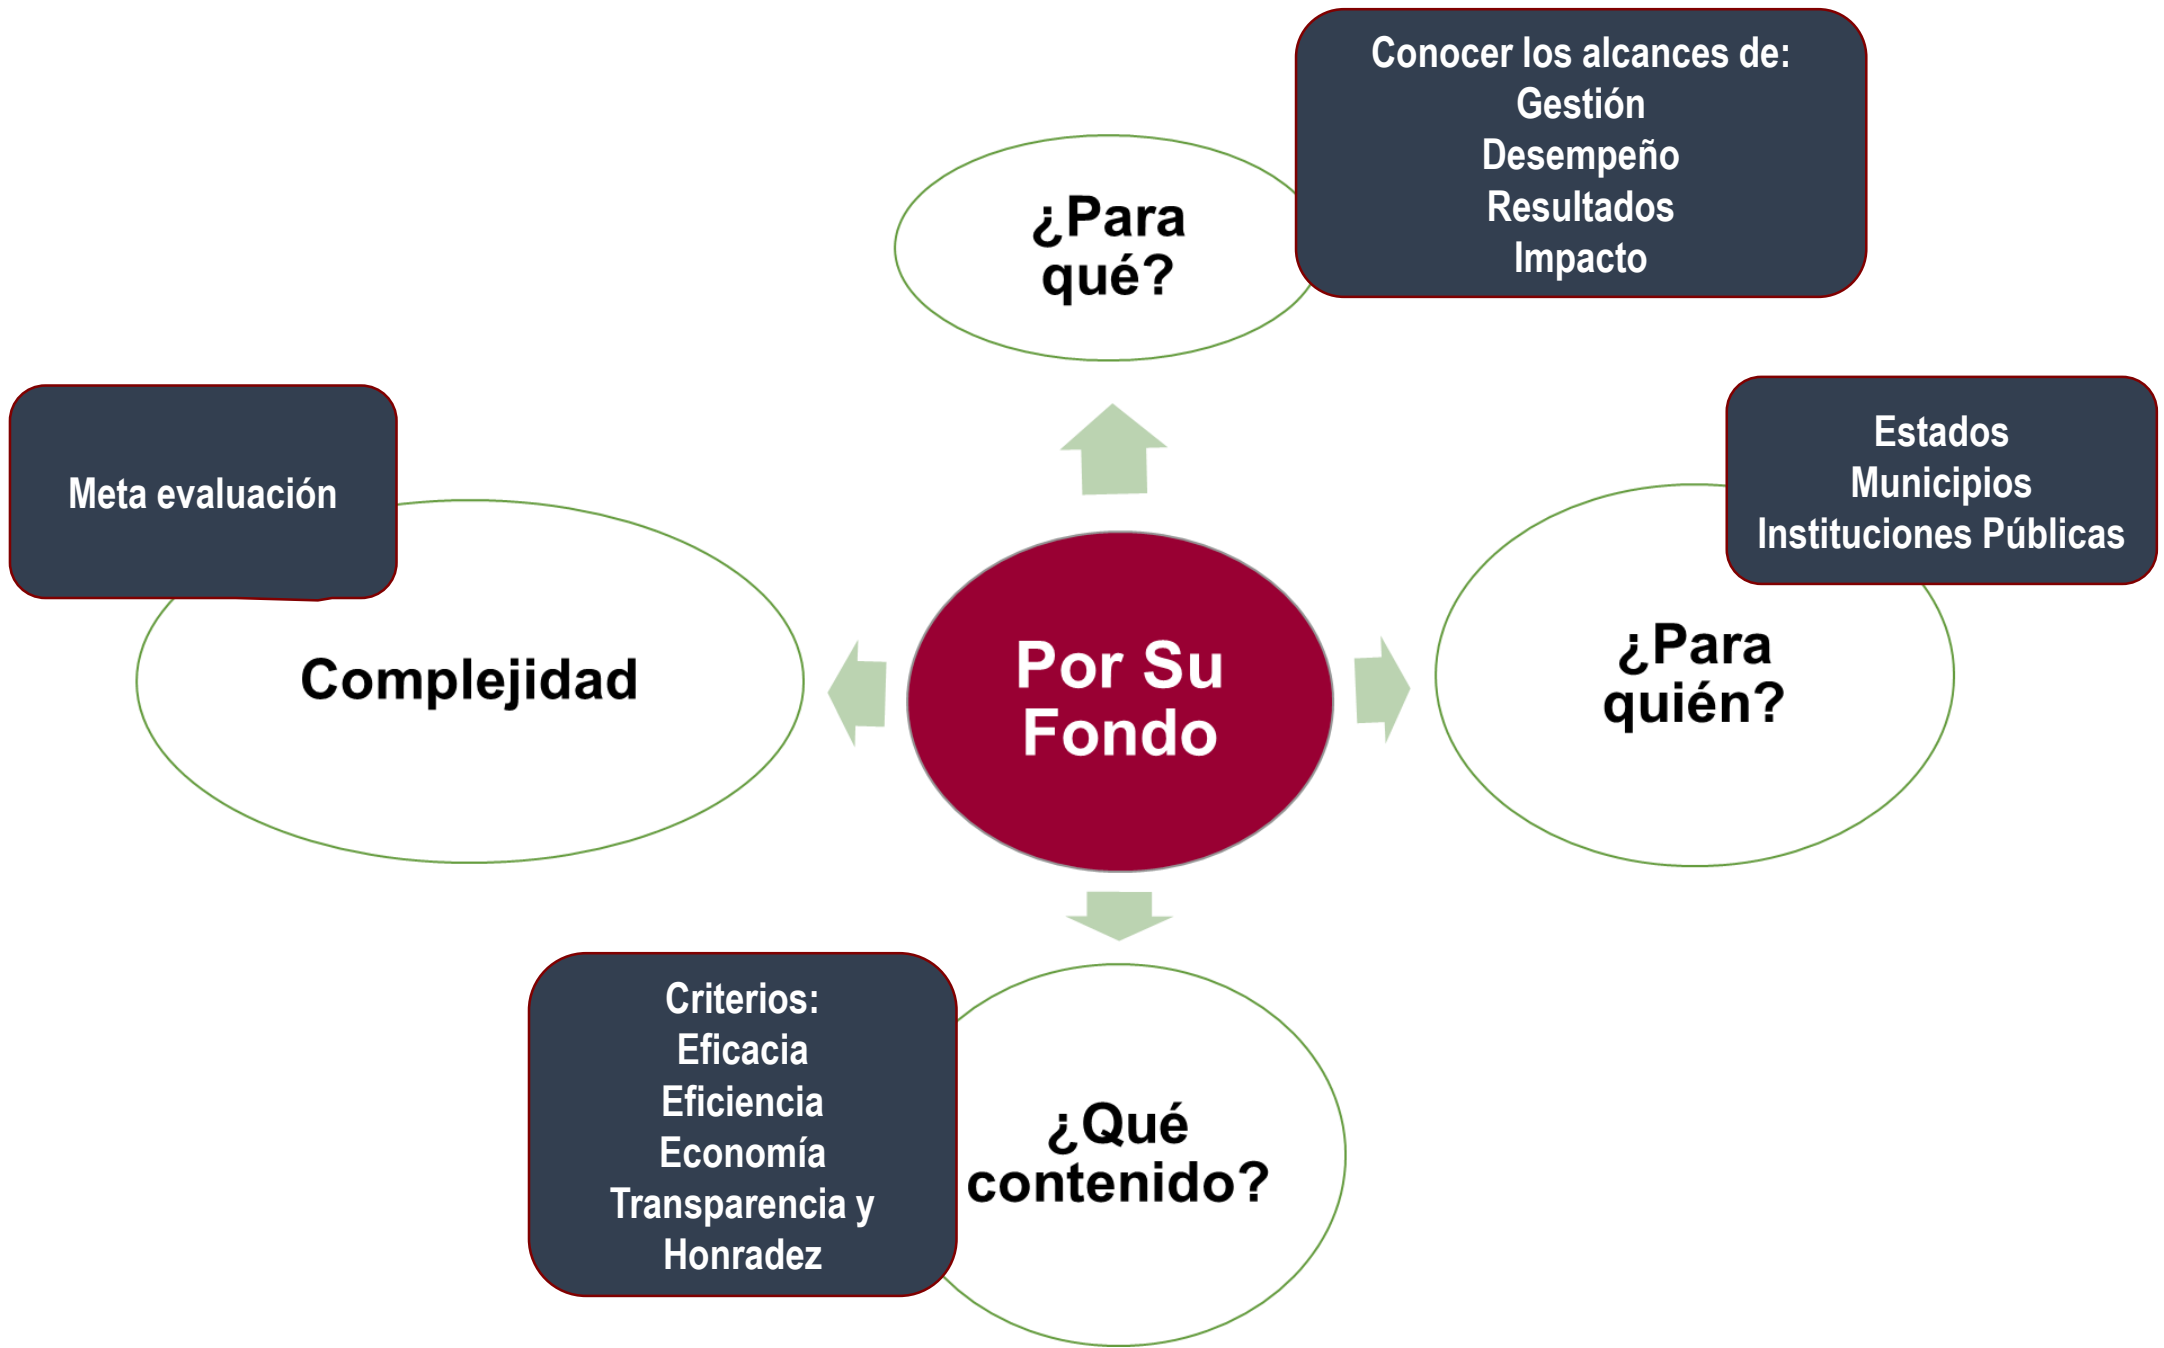 Conocer los alcances de:
Gestión
Desempeño
Resultados
Impacto
¿Para
qué?
Estados
Municipios
Instituciones Públicas
¿Para
quién?
Meta evaluación
Complejidad
Por Su
Fondo
Criterios:
Eficacia
Eficiencia
Economía
Transparencia y
Honradez
¿Qué
contenido?